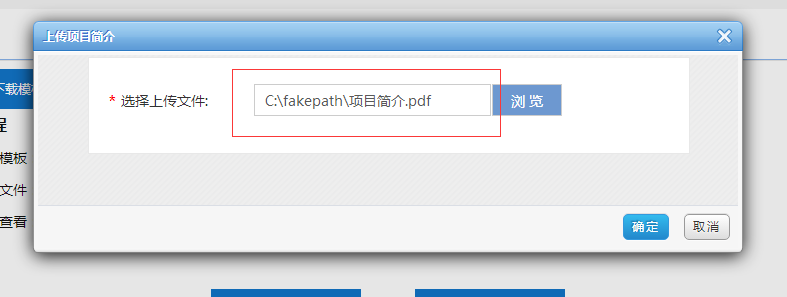 上传项目简介
下载模
* 选择上传文件:
C:\fakepath\项目简介.pdf
浏 览
程
模板
文件
查看
确定
取消